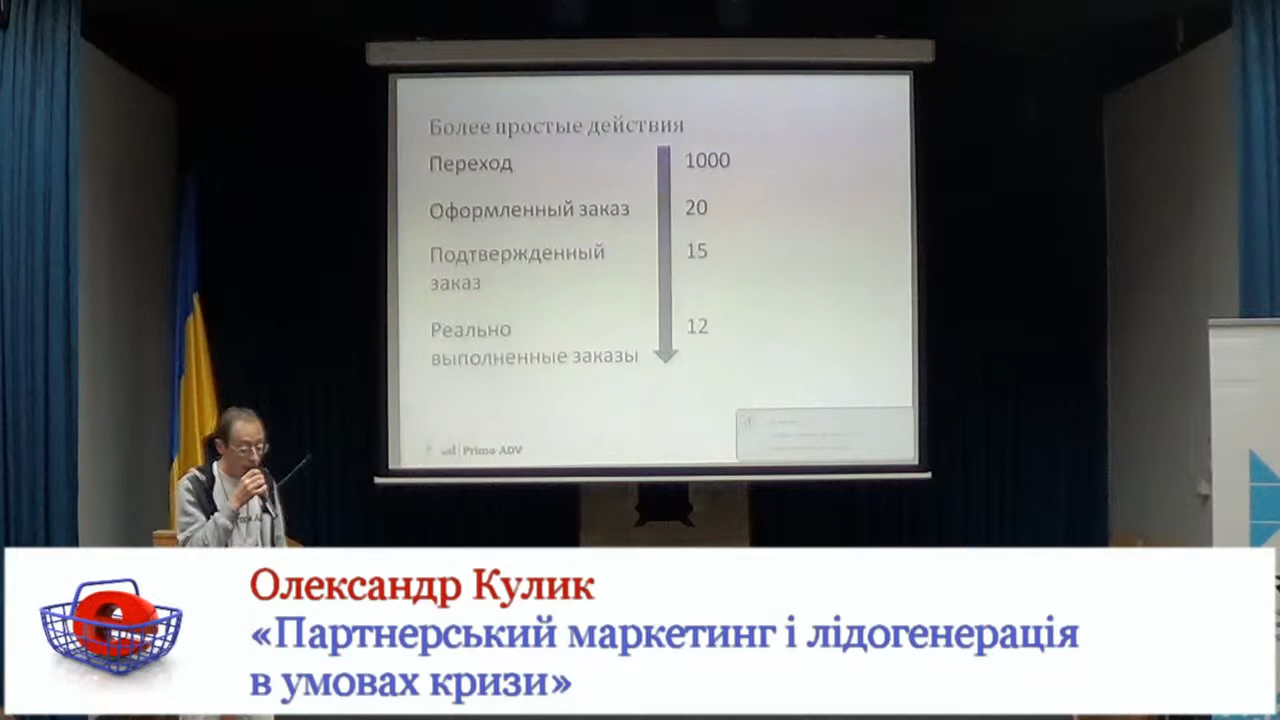 Более простые действия
Переход
1000
Оформленный заказ
20
Подтвержденный
заказ
15
Реально
выполненные заказы
12
Prime ADV
Олександр Кулик
«Партнерський маркетинг і лідогенерація
в умовах кризи»